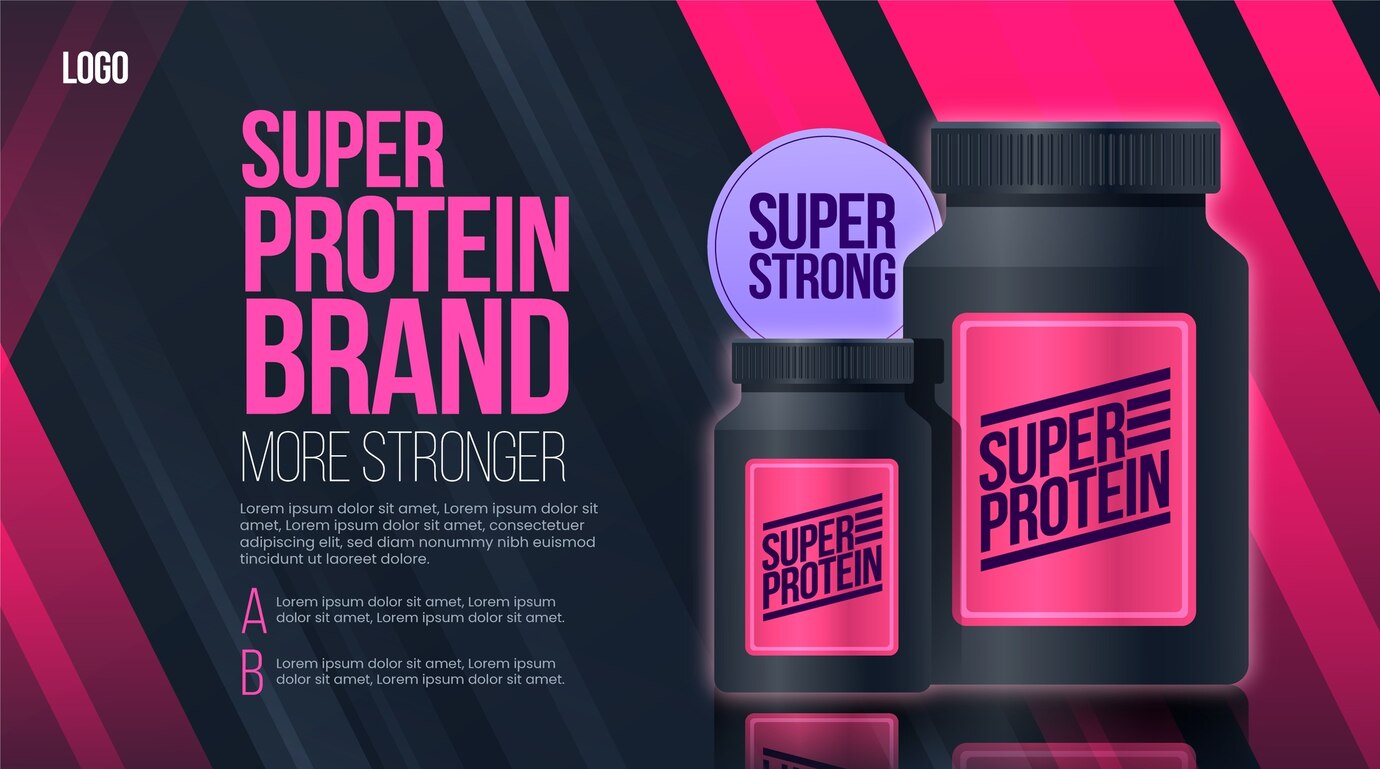 LOGO
SUPER
PROTEIN
BRAND
MORE STRONGER
Lorem ipsum dolor sit amet, Lorem ipsum dolor sit
amet, Lorem ipsum dolor sit amet, consectetuer
adipiscing elit, sed diam nonummy nibh euismod
tincidunt ut laoreet dolore.
A
Lorem ipsum dolor sit amet, Lorem ipsum
dolor sit amet, Lorem ipsum dolor sit amet.
B
Lorem ipsum dolor sit amet, Lorem ipsum
dolor sit amet, Lorem ipsum dolor sit amet.
SUPER
STRONG
SUPER
PROTEIN
SUPER
PROTEIN